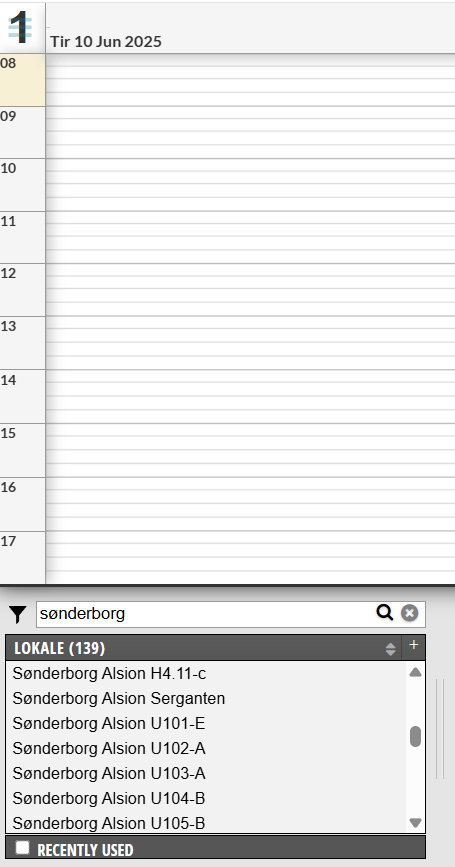 1
Tir 10 Jun 2025
08
09
10
11
12
13
14
15
16
17
sønderborg
LOKALE (139)
+
Sønderborg Alsion H4.11-c
Sønderborg Alsion Serganten
Sønderborg Alsion U101-E
Sønderborg Alsion U102-A
Sønderborg Alsion U103-A
Sønderborg Alsion U104-B
Sønderborg Alsion U105-B
RECENTLY USED